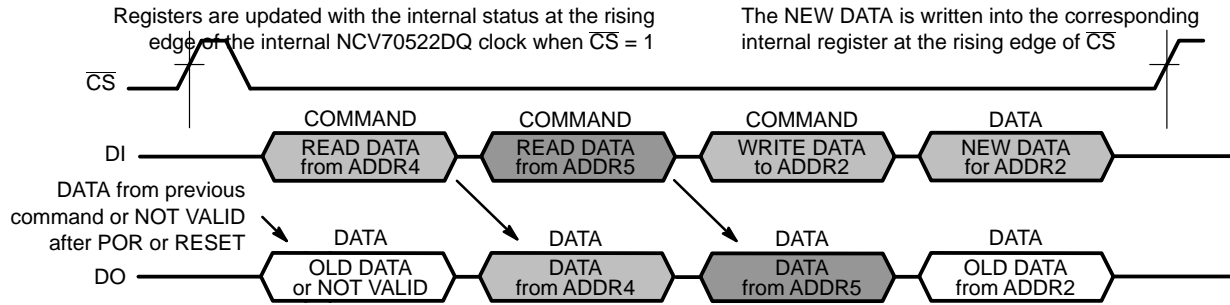 Registers are updated with the internal status at the rising
edge of the internal NCV70522DQ clock when CS = 1
The NEW DATA is written into the corresponding
internal register at the rising edge of CS
CS
COMMAND
COMMAND
COMMAND
DATA
DI
READ DATA
from ADDR4
READ DATA
from ADDR5
WRITE DATA
to ADDR2
NEW DATA
for ADDR2
DATA from previous
command or NOT VALID
after POR or RESET
DATA
DATA
DATA
DATA
DO
OLD DATA
or NOT VALID
DATA
from ADDR4
DATA
from ADDR5
OLD DATA
from ADDR2